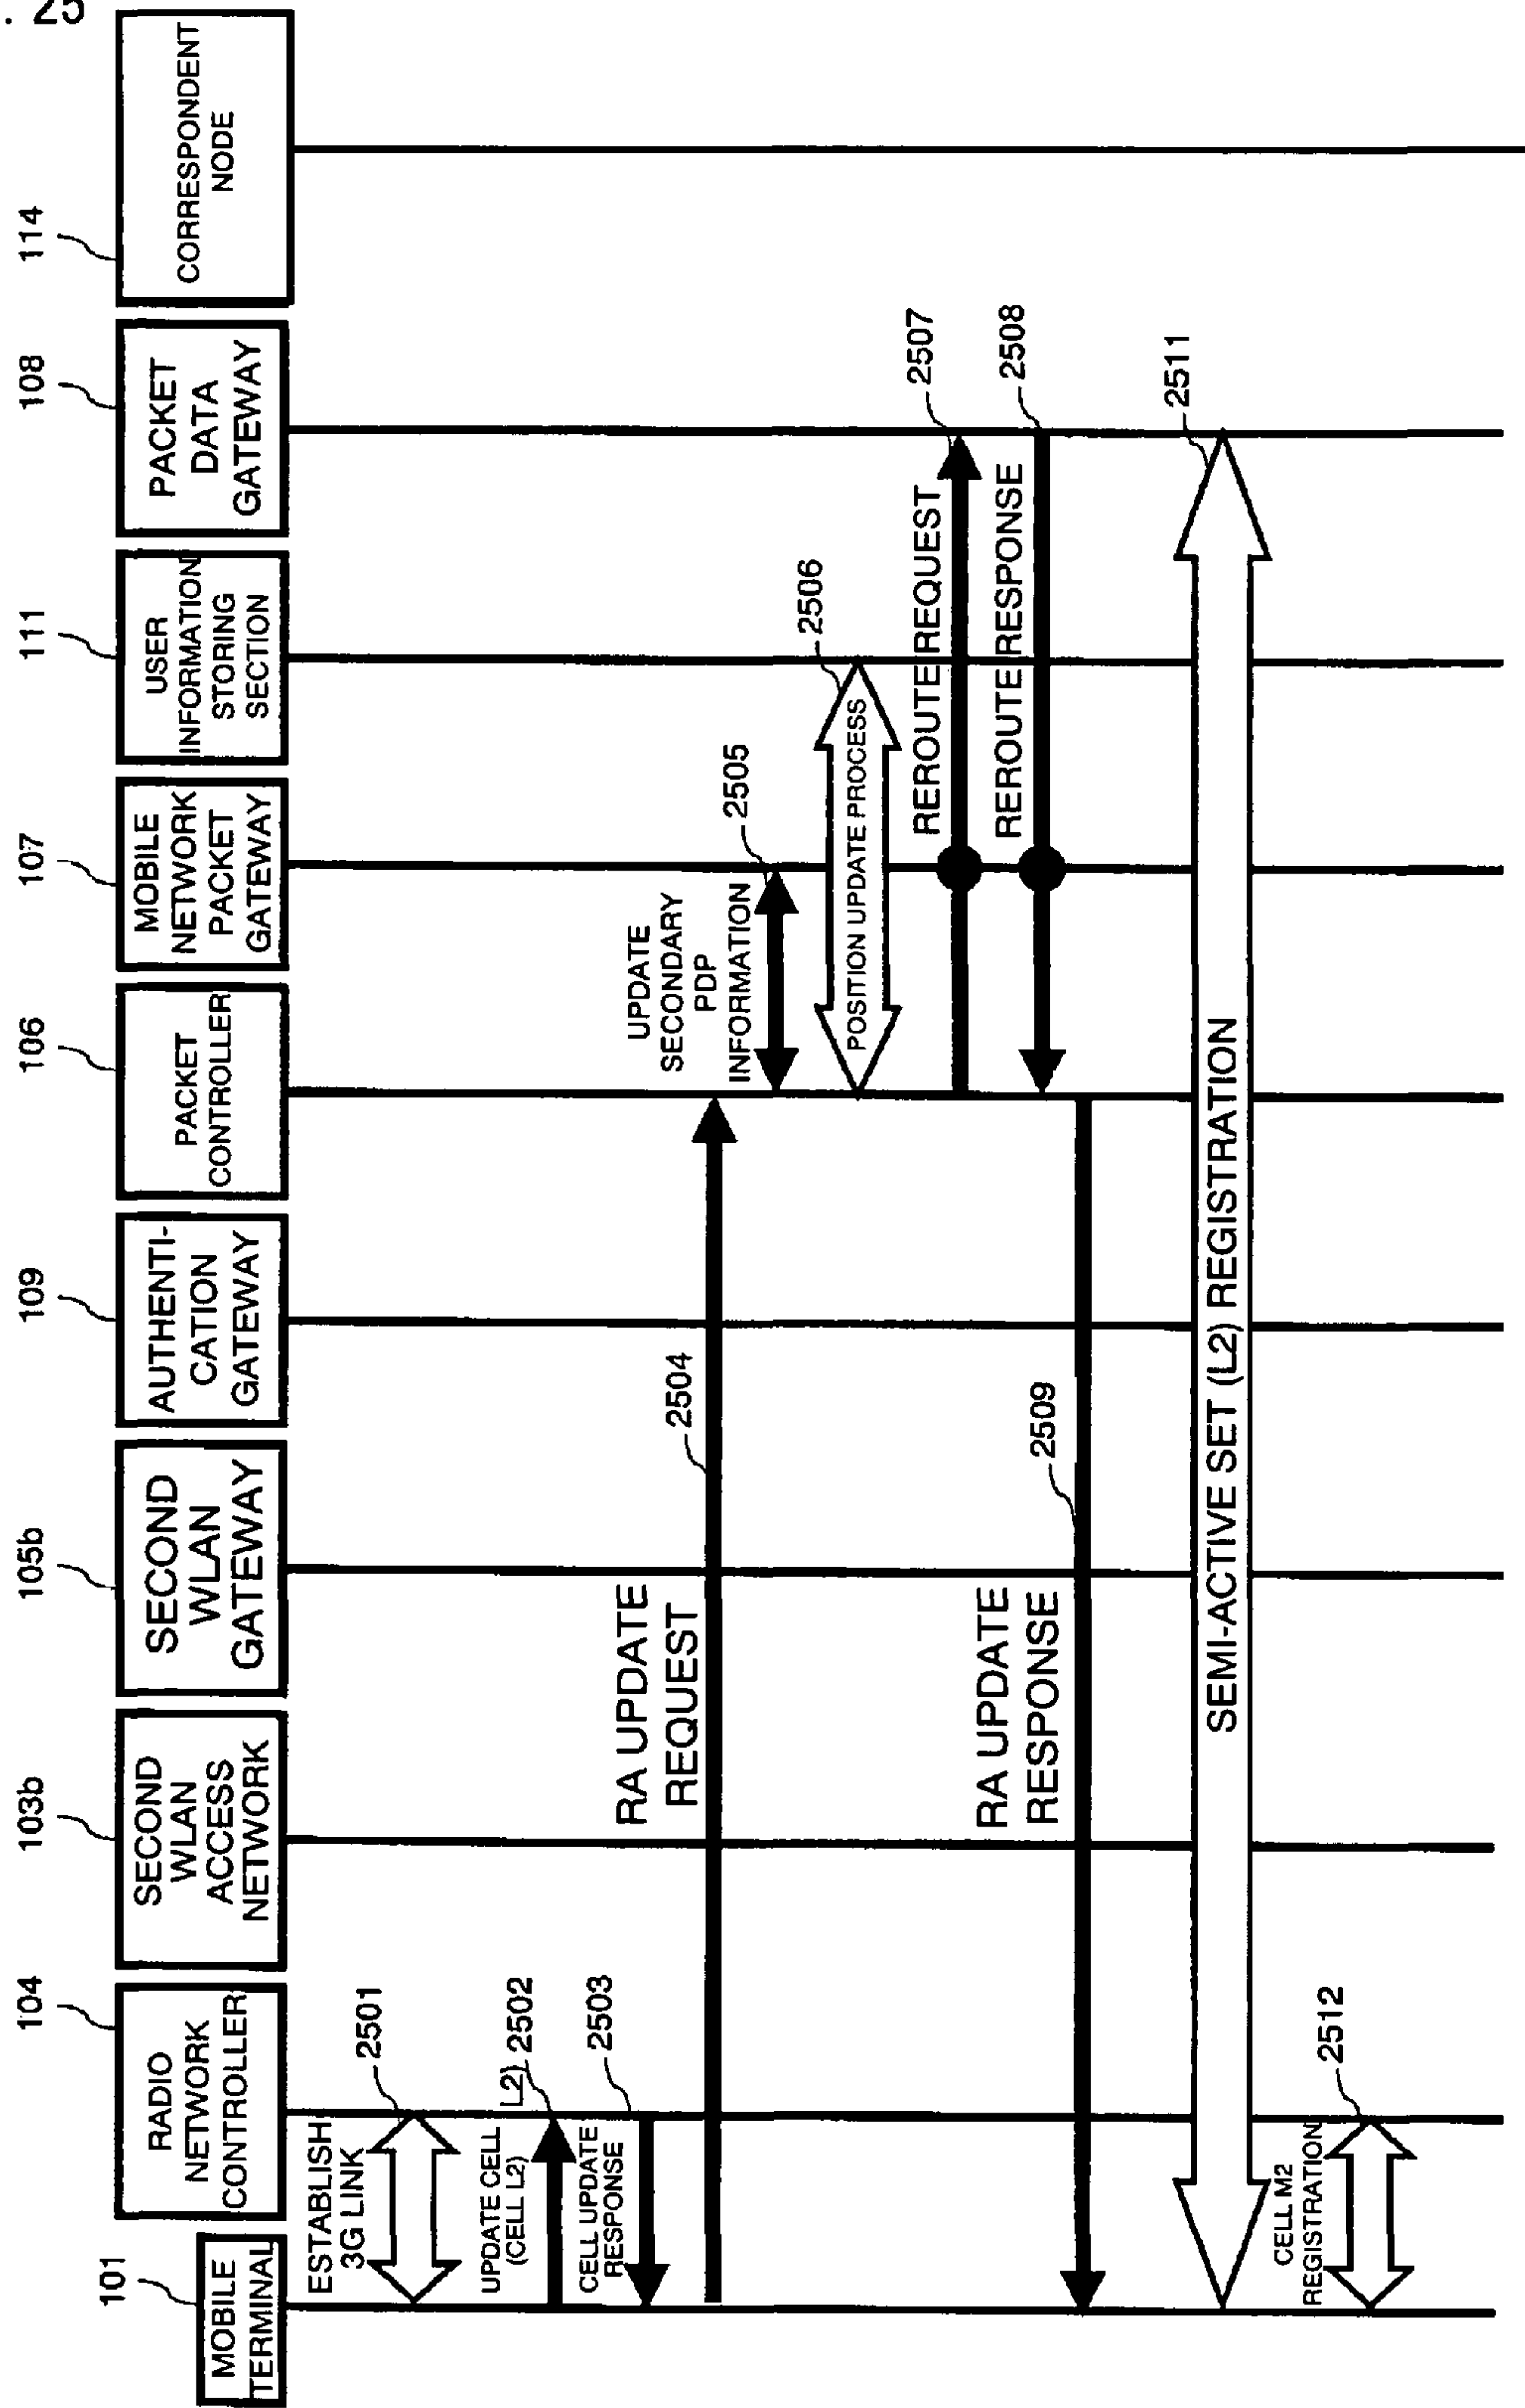 . 25
101
MOBILE
TERMINAL
104
RADIO
NETWORK
CONTROLLER
103b
SECOND
WLAN
ACCESS
NETWORK
105b
SECOND
WLAN
GATEWAY
109
AUTHENTI-
CATION
GATEWAY
106
PACKET
CONTROLLER
107
MOBILE
NETWORK
PACKET
GATEWAY
111
USER
INFORMATION
STORING
SECTION
108
PACKET
DATA
GATEWAY
114
CORRESPONDENT
NODE
ESTABLISH
3G LINK
2501
UPDATE CELL
(CELL L2)
L2)
2502
CELL UPDATE
RESPONSE
2503
RA UPDATE
REQUEST
2504
UPDATE
SECONDARY
PDP
INFORMATION
2505
POSITION UPDATE PROCESS
2506
REROUTE REQUEST
2507
REROUTE RESPONSE
2508
RA UPDATE
RESPONSE
2509
SEMI-ACTIVE SET (L2) REGISTRATION
2511
CELL M2
REGISTRATION
2512